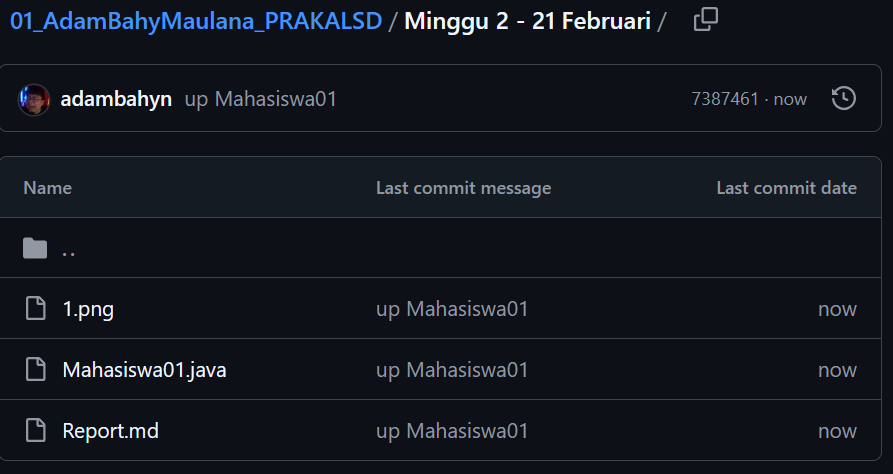 01_AdamBahyMaulana_PRAKALSD / Minggu 2 - 21 Februari /
adambahyn up Mahasiswa01 7387461 · now
Name Last commit message Last commit date
..
1.png up Mahasiswa01 now
Mahasiswa01.java up Mahasiswa01 now
Report.md up Mahasiswa01 now